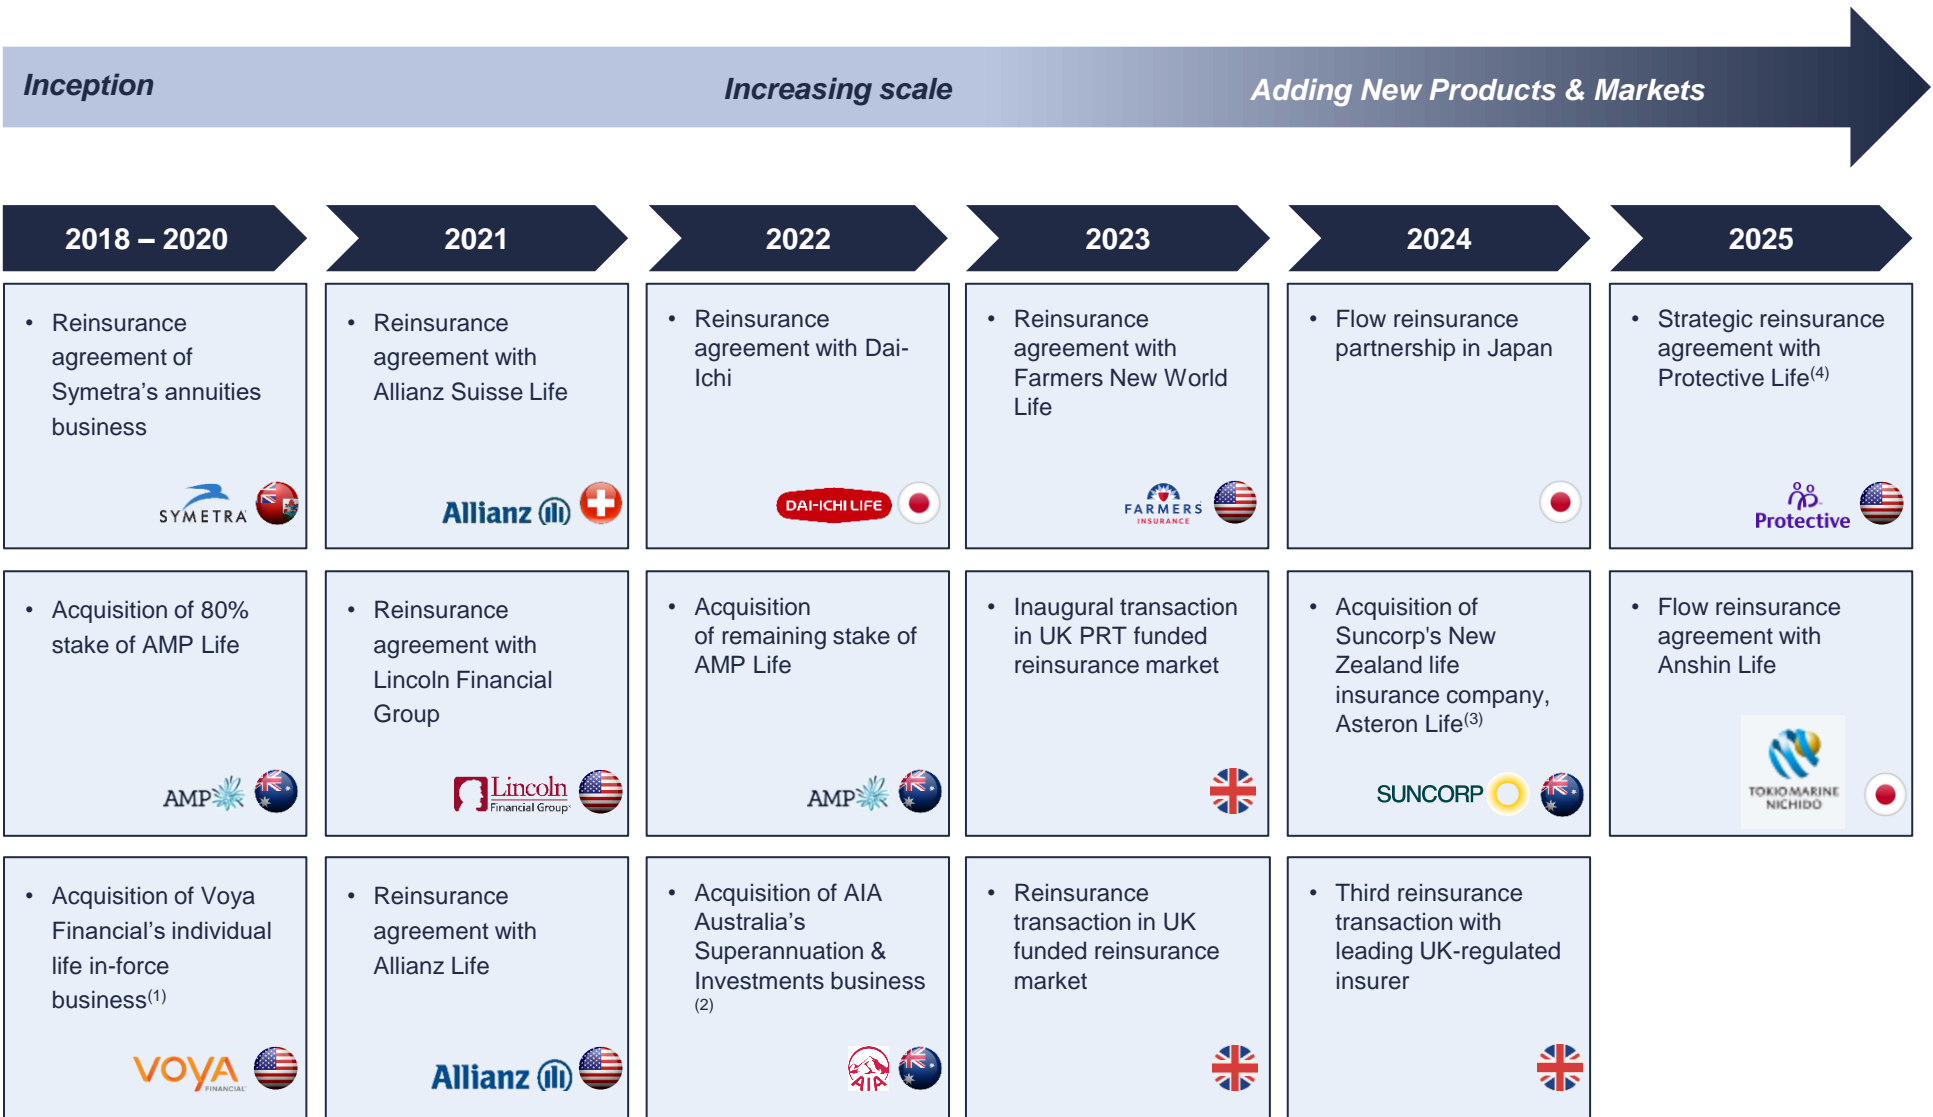 Inception
Increasing scale
Adding New Products & Markets
2018 – 2020
2021
2022
2023
2024
2025
• Reinsurance
agreement of
Symetra’s annuities
business
SYMETRA
• Reinsurance
agreement with
Allianz Suisse Life
Allianz
• Reinsurance
agreement with Dai-
Ichi
DAI-ICHI LIFE
• Reinsurance
agreement with
Farmers New World
Life
FARMERS
INSURANCE
• Flow reinsurance
partnership in Japan
• Strategic reinsurance
agreement with
Protective Life(4)
Protective
• Acquisition of 80%
stake of AMP Life
AMP
• Reinsurance
agreement with
Lincoln Financial
Group
Lincoln
Financial Group
• Acquisition
of remaining stake of
AMP Life
AMP
• Inaugural transaction
in UK PRT funded
reinsurance market
• Acquisition of
Suncorp's New
Zealand life
insurance company,
Asteron Life(3)
SUNCORP
• Flow reinsurance
agreement with
Anshin Life
TOKIO MARINE
NICHIDO
• Acquisition of Voya
Financial’s individual
life in-force
business(1)
VOYA
FINANCIAL
• Reinsurance
agreement with
Allianz Life
Allianz
• Acquisition of AIA
Australia’s
Superannuation &
Investments business
(2)
AIA
• Reinsurance
transaction in UK
funded reinsurance
market
• Third reinsurance
transaction with
leading UK-regulated
insurer